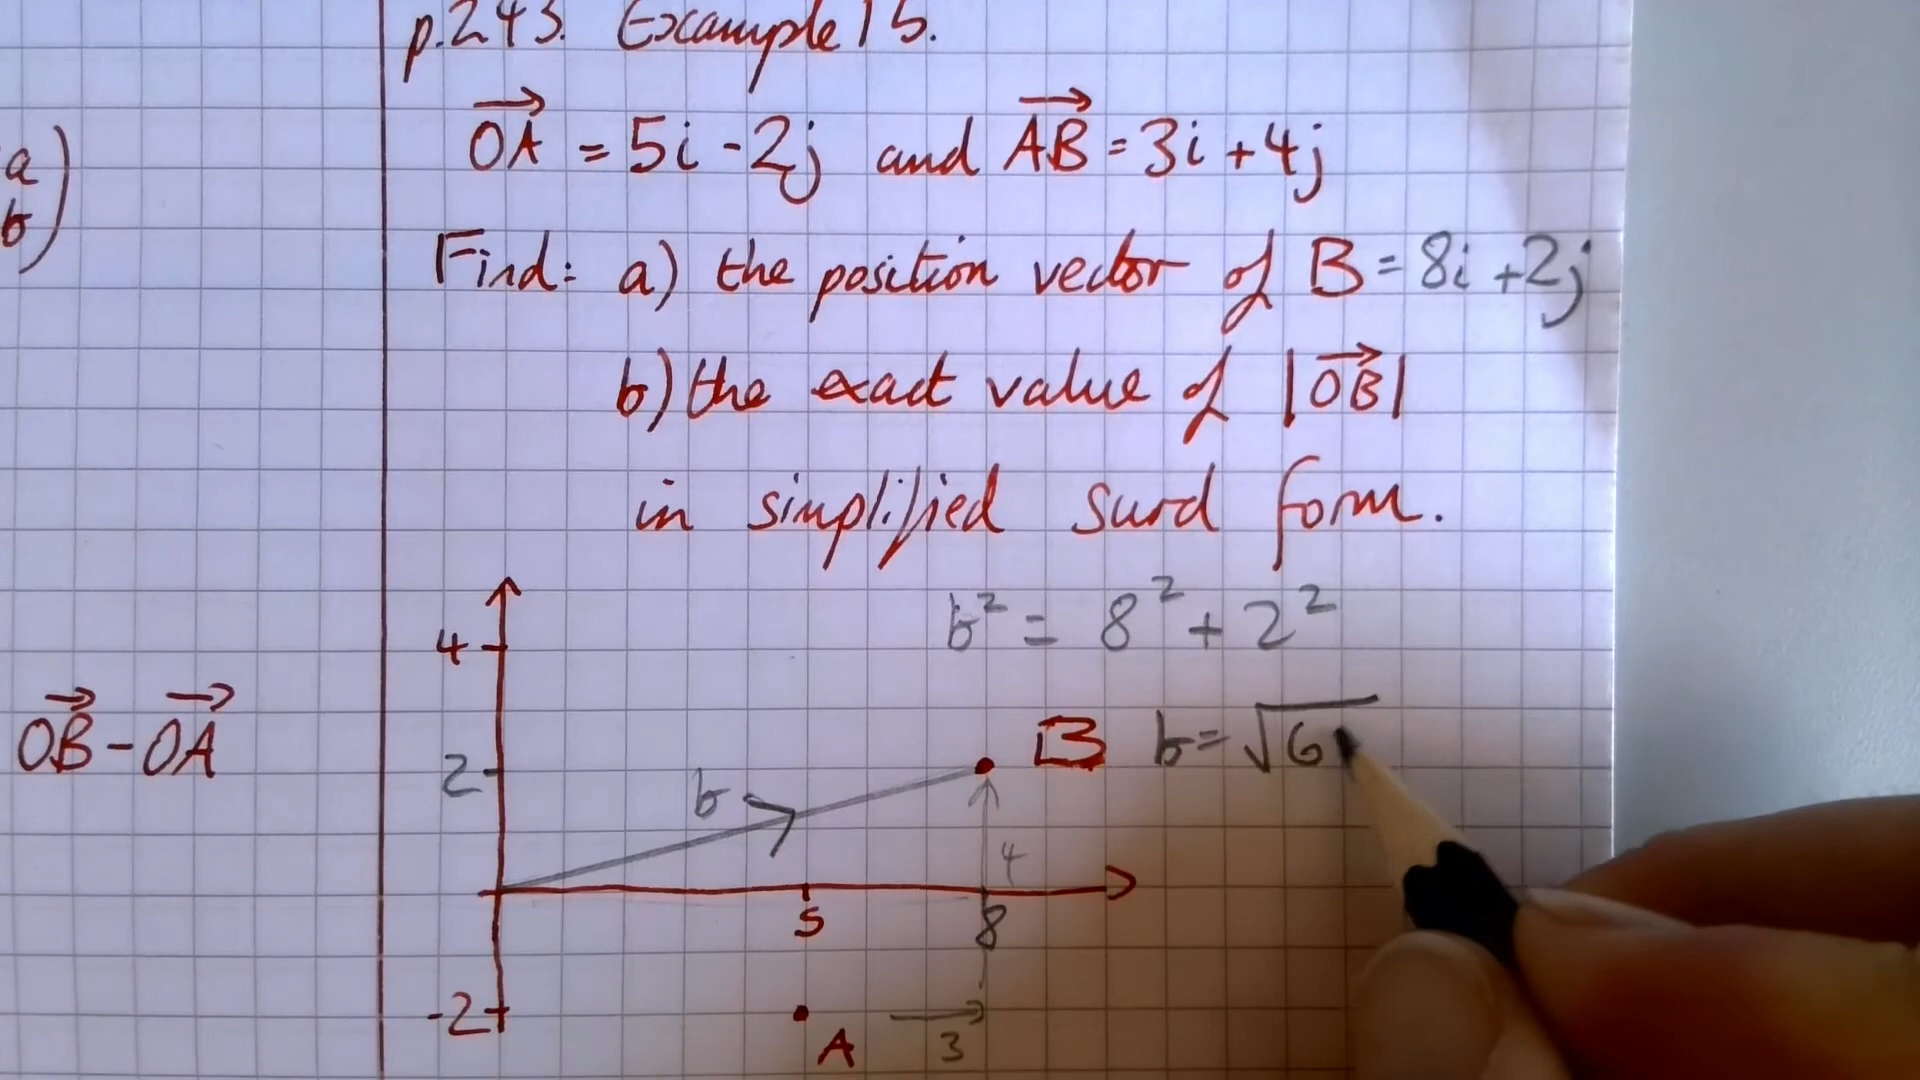 p.243. Example 15.
a
b
OA = 5i - 2j and AB = 3i + 4j
Find: a) the position vector of B = 8i + 2j
b) the exact value of |OB|
in simplified surd form.
b² = 8² + 2²
4
OB - OA
B b = √6
2
b
4
5
8
-2
A
3